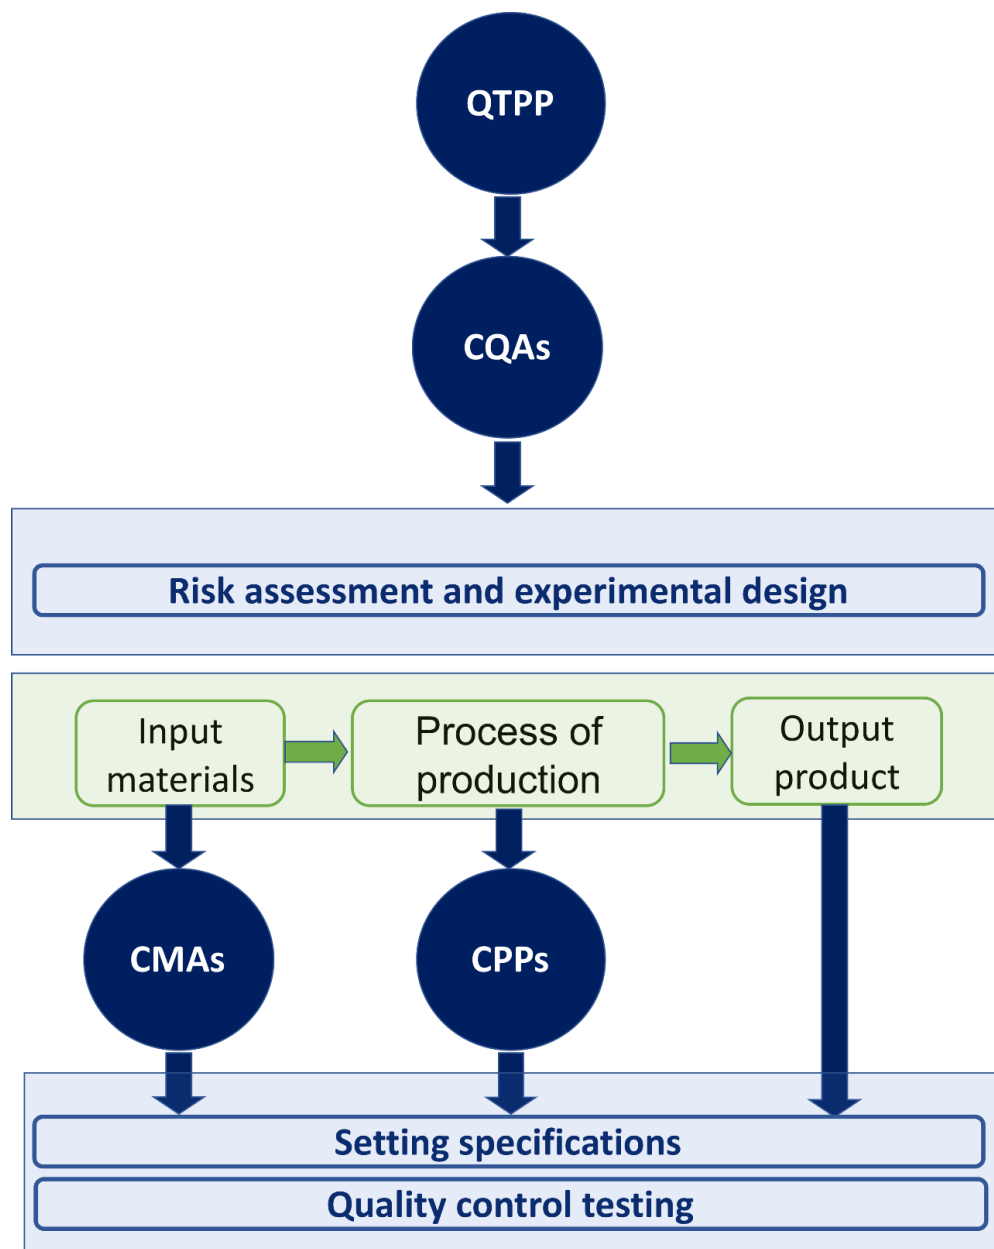 QTPP
CQAs
Risk assessment and experimental design
Input
materials
Process of
production
Output
product
CMAs
CPPs
Setting specifications
Quality control testing